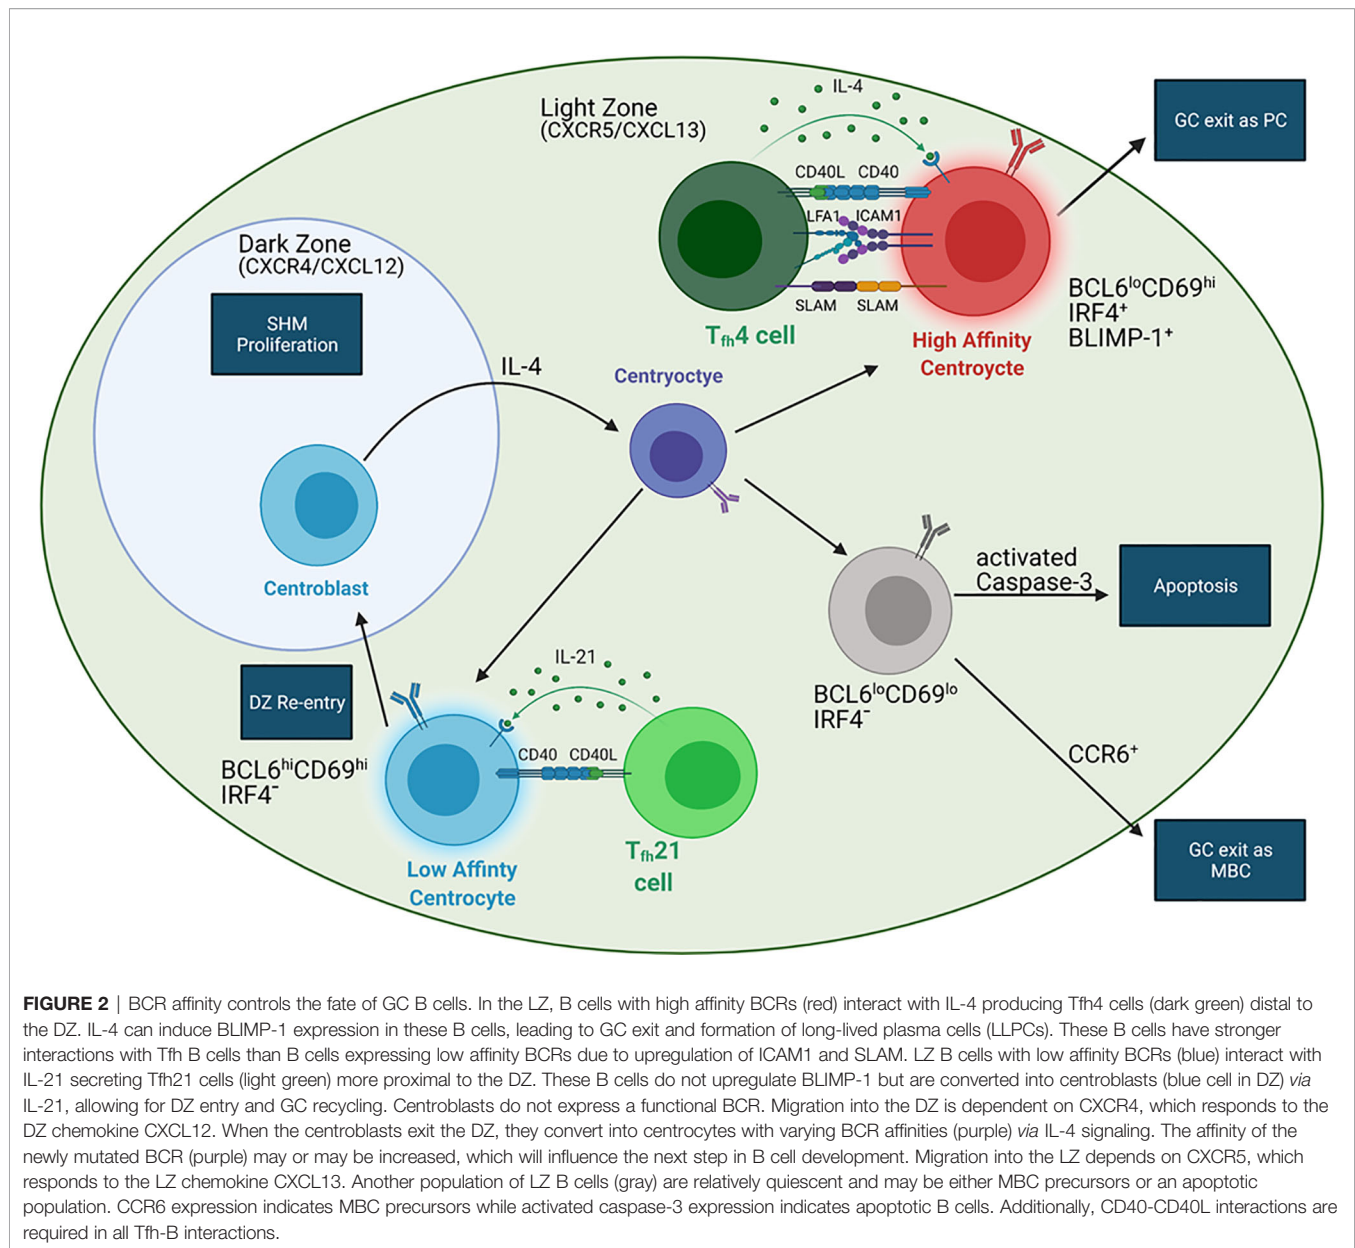 IL-4
Light Zone
(CXCR5/CXCL13)
GC exit as PC
CD40L CD40
LFA1 ICAM1
SLAM SLAM
Tfh4 cell
High Affinity
Centroycte
BCL6loCD69hi
IRF4+
BLIMP-1+
Dark Zone
(CXCR4/CXCL12)
SHM
Proliferation
IL-4
Centryoctye
Centroblast
activated
Caspase-3
Apoptosis
BCL6loCD69lo
IRF4-
CCR6+
GC exit as
MBC
DZ Re-entry
BCL6hiCD69hi
IRF4-
IL-21
CD40 CD40L
Low Affinty
Centrocyte
Tfh21
cell
FIGURE 2 | BCR affinity controls the fate of GC B cells. In the LZ, B cells with high affinity BCRs (red) interact with IL-4 producing Tfh4 cells (dark green) distal to
the DZ. IL-4 can induce BLIMP-1 expression in these B cells, leading to GC exit and formation of long-lived plasma cells (LLPCs). These B cells have stronger
interactions with Tfh B cells than B cells expressing low affinity BCRs due to upregulation of ICAM1 and SLAM. LZ B cells with low affinity BCRs (blue) interact with
IL-21 secreting Tfh21 cells (light green) more proximal to the DZ. These B cells do not upregulate BLIMP-1 but are converted into centroblasts (blue cell in DZ) via
IL-21, allowing for DZ entry and GC recycling. Centroblasts do not express a functional BCR. Migration into the DZ is dependent on CXCR4, which responds to the
DZ chemokine CXCL12. When the centroblasts exit the DZ, they convert into centrocytes with varying BCR affinities (purple) via IL-4 signaling. The affinity of the
newly mutated BCR (purple) may or may be increased, which will influence the next step in B cell development. Migration into the LZ depends on CXCR5, which
responds to the LZ chemokine CXCL13. Another population of LZ B cells (gray) are relatively quiescent and may be either MBC precursors or an apoptotic
population. CCR6 expression indicates MBC precursors while activated caspase-3 expression indicates apoptotic B cells. Additionally, CD40-CD40L interactions are
required in all Tfh-B interactions.